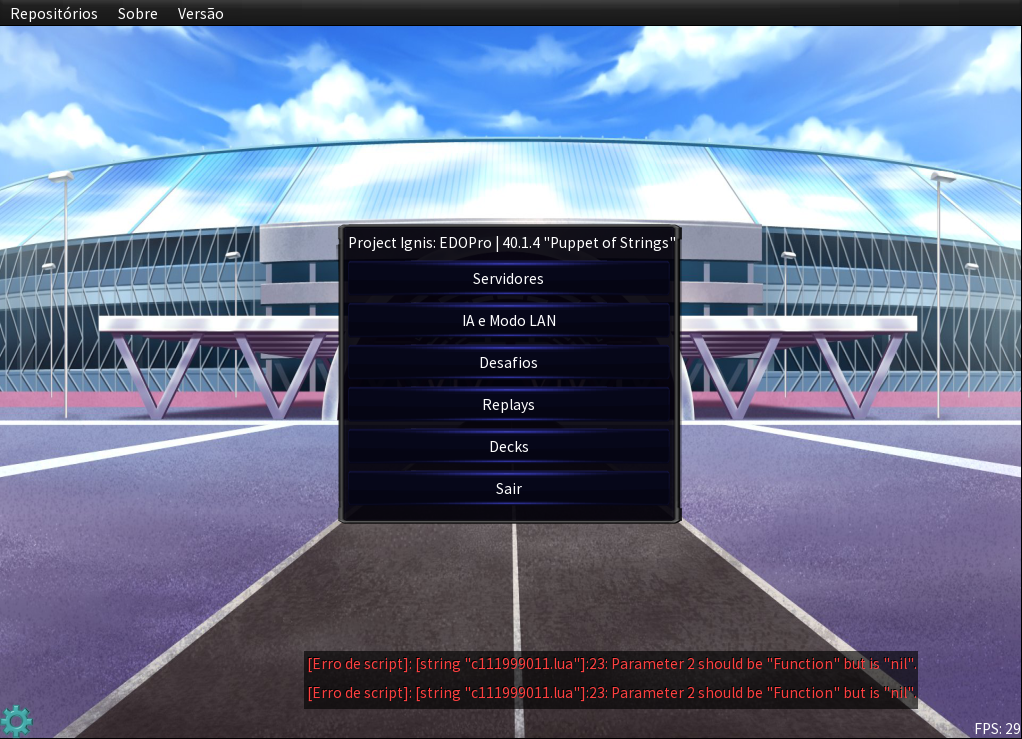 Repositórios Sobre Versão
Project Ignis: EDOPro | 40.1.4 "Puppet of Strings"
Servidores
IA e Modo LAN
Desafios
Replays
Decks
Sair
[Erro de script]: [string "c111999011.lua"]:23: Parameter 2 should be "Function" but is "nil".
[Erro de script]: [string "c111999011.lua"]:23: Parameter 2 should be "Function" but is "nil".
FPS: 29